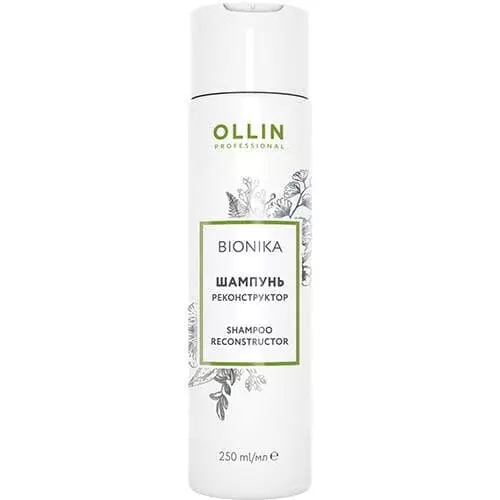 OLLIN
PROFESSIONAL
BIONIKA
ШАМПУНЬ
РЕКОНСТРУКТОР
SHAMPOO
RECONSTRUCTOR
250 ml/мл ℮